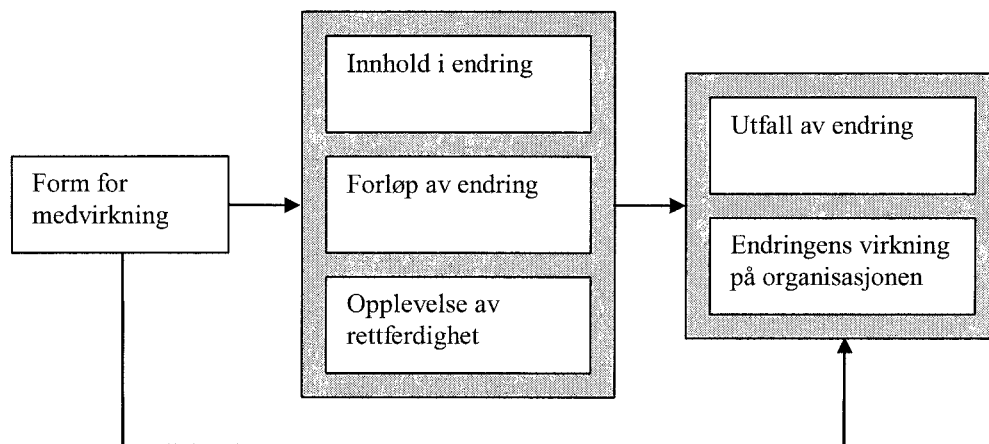 Innhold i endring
Utfall av endring
Form for
medvirkning
Forløp av endring
Endringens virkning
på organisasjonen
Opplevelse av
rettferdighet